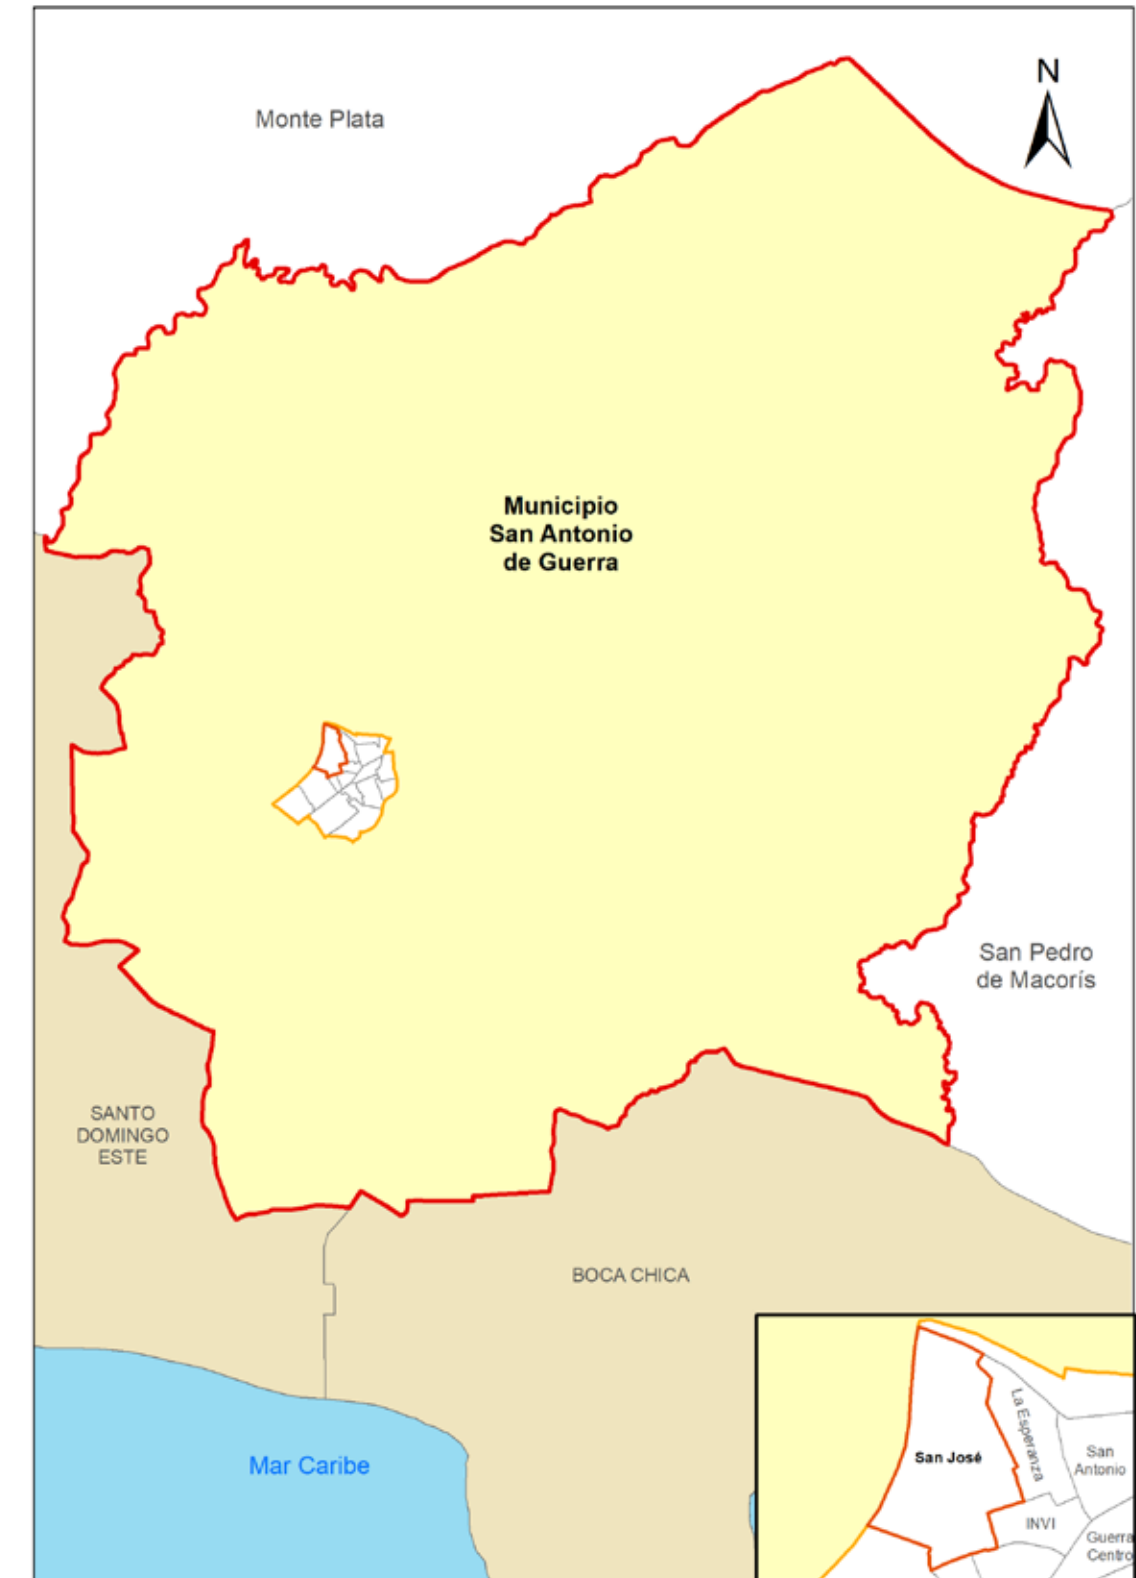 N
Monte Plata
Municipio
San Antonio
de Guerra
San Pedro
de Macorís
SANTO
DOMINGO
ESTE
BOCA CHICA
Mar Caribe
La Esperanza
San José
San
Antonio
INVI
Guerra
Centro